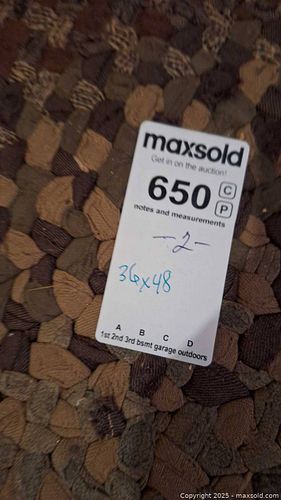 maxsold
Get in on the auction!
650 C
P
notes and measurements
-2-
36x48
A B C D
1st 2nd 3rd bsmt garage outdoors
Copyright © 2025 - maxsold.com